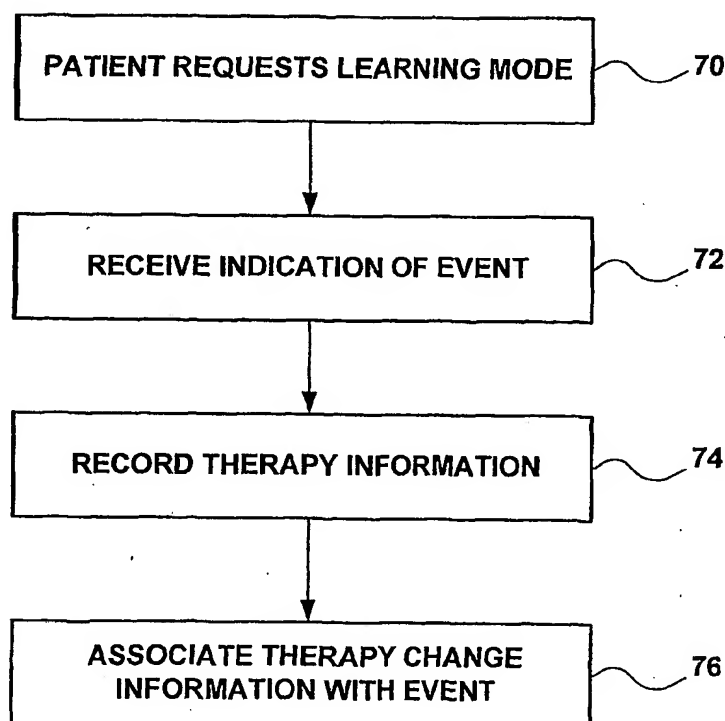 PATIENT REQUESTS LEARNING MODE
70
RECEIVE INDICATION OF EVENT
72
RECORD THERAPY INFORMATION
74
ASSOCIATE THERAPY CHANGE
INFORMATION WITH EVENT
76